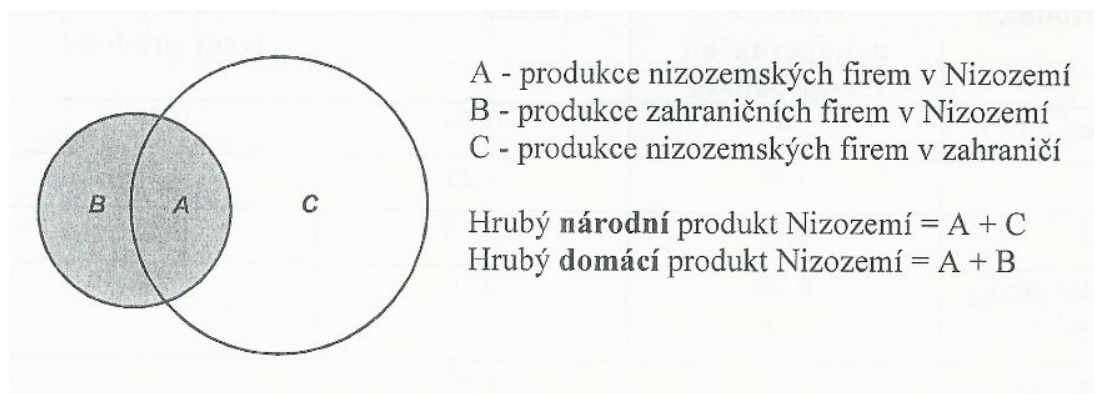 B
A
C
A - produkce nizozemských firem v Nizozemí
B - produkce zahraničních firem v Nizozemí
C - produkce nizozemských firem v zahraničí
Hrubý národní produkt Nizozemí = A + C
Hrubý domácí produkt Nizozemí = A + B